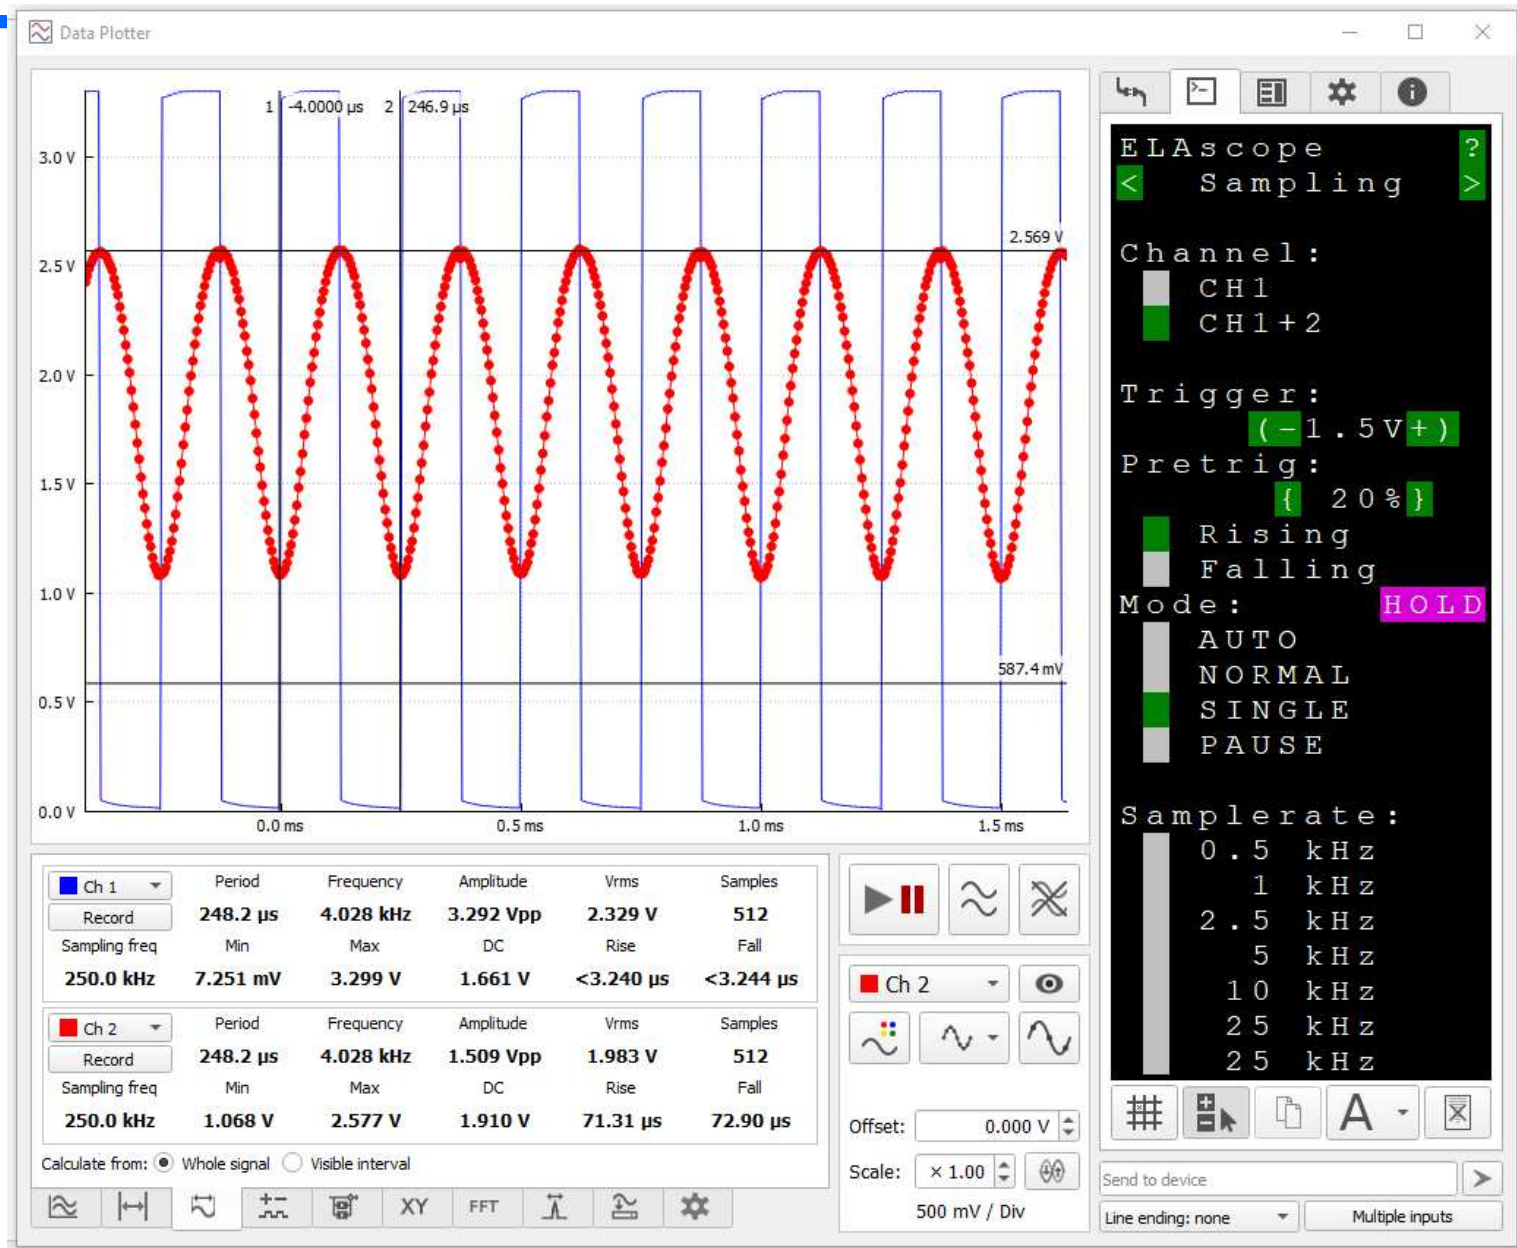 Data Plotter
1 -4.0000 µs 2 246.9 µs
3.0 V
2.569 V
2.5 V
2.0 V
1.5 V
1.0 V
587.4 mV
0.5 V
0.0 V
0.0 ms 0.5 ms 1.0 ms 1.5 ms
Ch 1 Period Frequency Amplitude Vrms Samples
Record 248.2 µs 4.028 kHz 3.292 Vpp 2.329 V 512
Sampling freq Min Max DC Rise Fall
250.0 kHz 7.251 mV 3.299 V 1.661 V <3.240 µs <3.244 µs
Ch 2 Period Frequency Amplitude Vrms Samples
Record 248.2 µs 4.028 kHz 1.509 Vpp 1.983 V 512
Sampling freq Min Max DC Rise Fall
250.0 kHz 1.068 V 2.577 V 1.910 V 71.31 µs 72.90 µs
Calculate from: Whole signal Visible interval
XY FFT
Ch 2
Offset: 0.000 V
Scale: × 1.00
500 mV / Div
ELAscope ?
< Sampling >
Channel:
CH1
CH1+2
Trigger:
(-1.5V+)
Pretrig:
{ 20%}
Rising
Falling
Mode: HOLD
AUTO
NORMAL
SINGLE
PAUSE
Samplerate:
0.5 kHz
1 kHz
2.5 kHz
5 kHz
10 kHz
25 kHz
25 kHz
A
Send to device
Line ending: none Multiple inputs